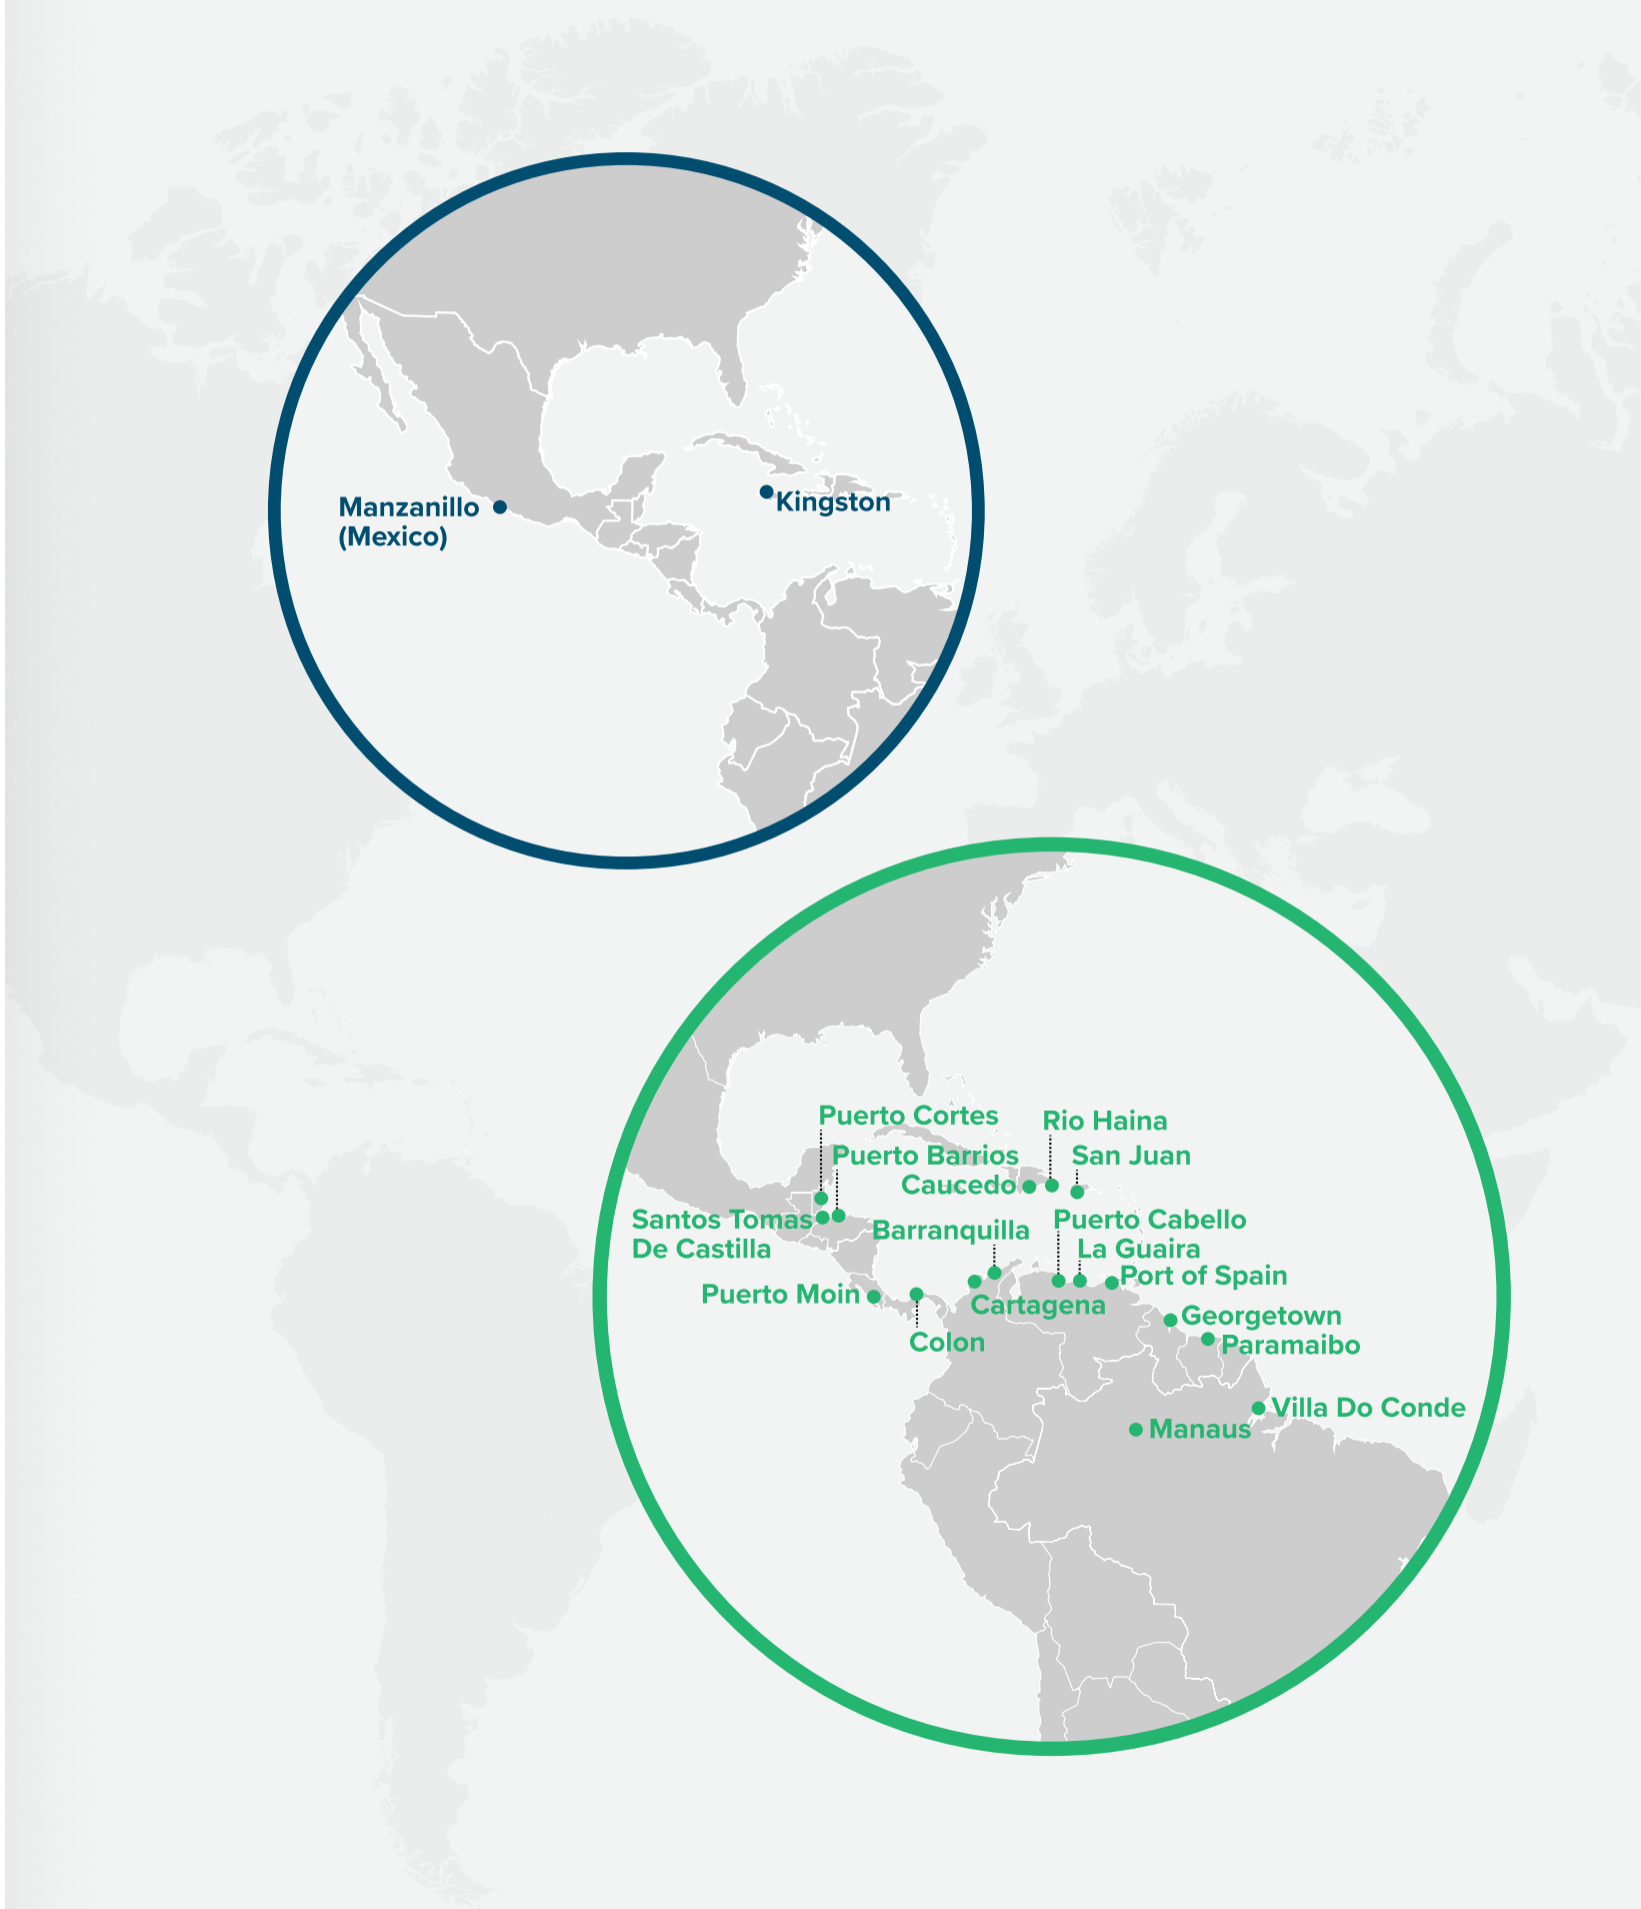 Manzanillo
(Mexico)
Kingston
Puerto Cortes
Rio Haina
Puerto Barrios
San Juan
Caucedo
Santos Tomas
De Castilla
Barranquilla
Puerto Cabello
La Guaira
Port of Spain
Puerto Moin
Cartagena
Georgetown
Colon
Paramaibo
Villa Do Conde
Manaus